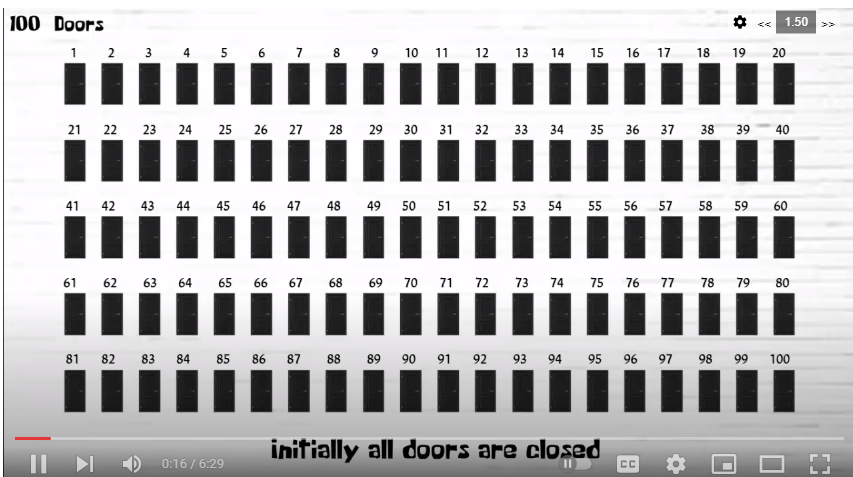 100 Doors
<< 1.50 >>
1 2 3 4 5 6 7 8 9 10 11 12 13 14 15 16 17 18 19 20
21 22 23 24 25 26 27 28 29 30 31 32 33 34 35 36 37 38 39 40
41 42 43 44 45 46 47 48 49 50 51 52 53 54 55 56 57 58 59 60
61 62 63 64 65 66 67 68 69 70 71 72 73 74 75 76 77 78 79 80
81 82 83 84 85 86 87 88 89 90 91 92 93 94 95 96 97 98 99 100
initially all doors are closed
0:16 / 6:29
CC